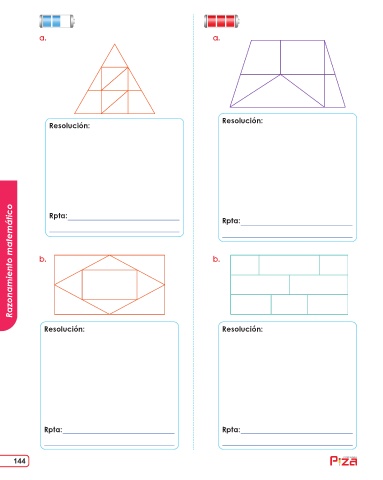 a.
Resolución:
Rpta:
b.
Resolución:
Rpta:
a.
Resolución:
Rpta:
b.
Resolución:
Rpta:
Razonamiento matemático
144
Piza